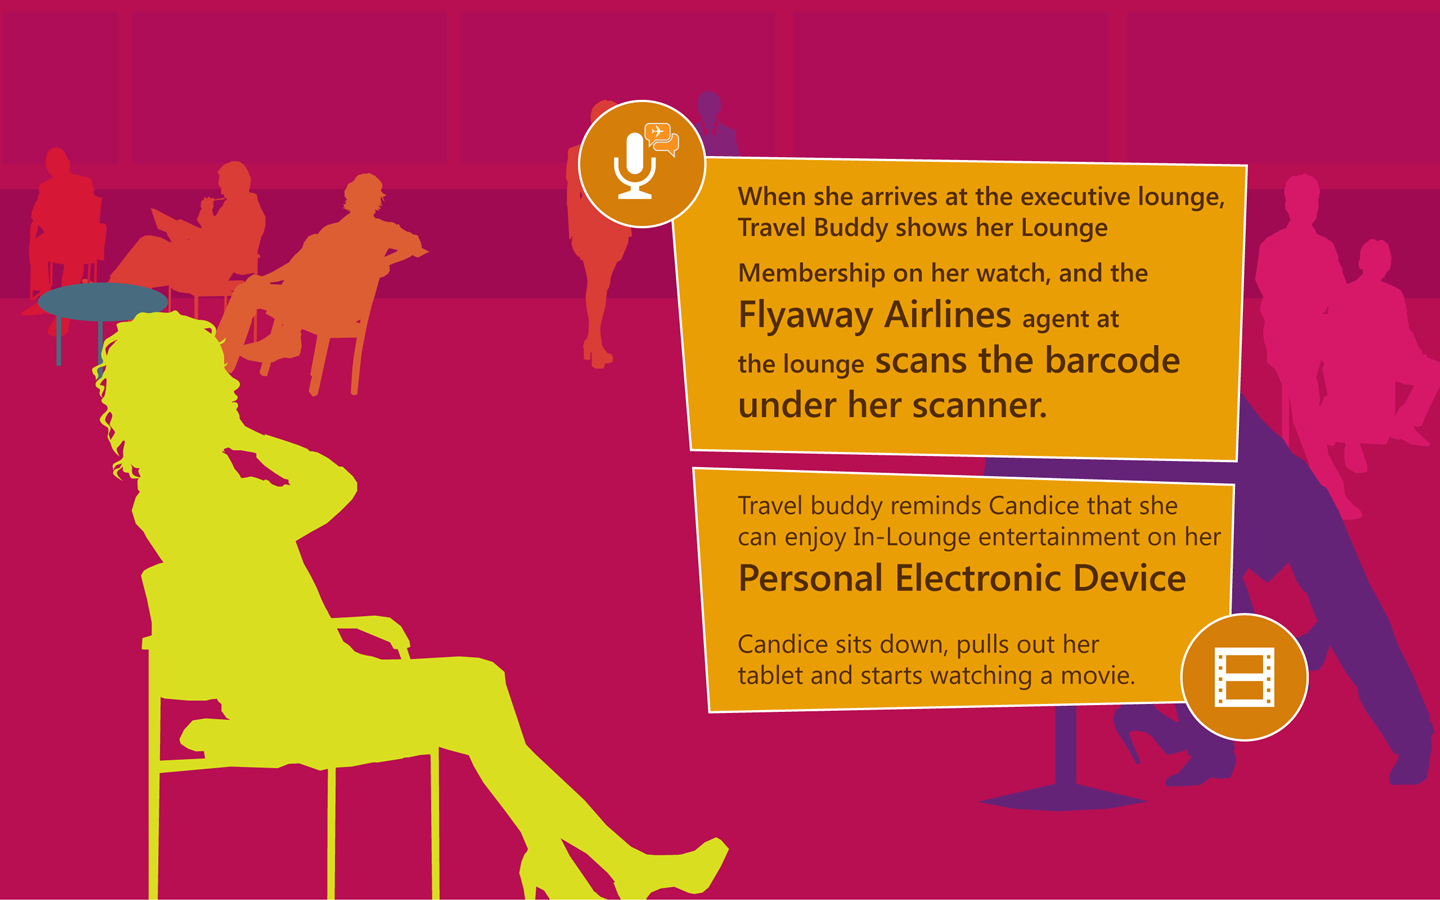 When she arrives at the executive lounge,
Travel Buddy shows her Lounge
Membership on her watch, and the
Flyaway Airlines agent at
the lounge scans the barcode
under her scanner.
Travel buddy reminds Candice that she
can enjoy In-Lounge entertainment on her
Personal Electronic Device
Candice sits down, pulls out her
tablet and starts watching a movie.